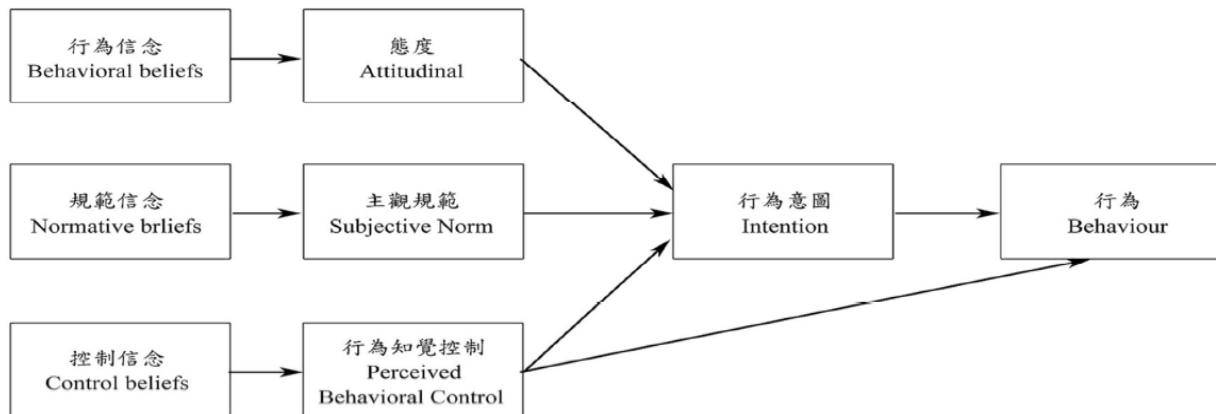 行為信念
Behavioral beliefs
態度
Attitudinal
規範信念
Normative brliefs
主觀規範
Subjective Norm
行為意圖
Intention
行為
Behaviour
控制信念
Control beliefs
行為知覺控制
Perceived
Behavioral Control